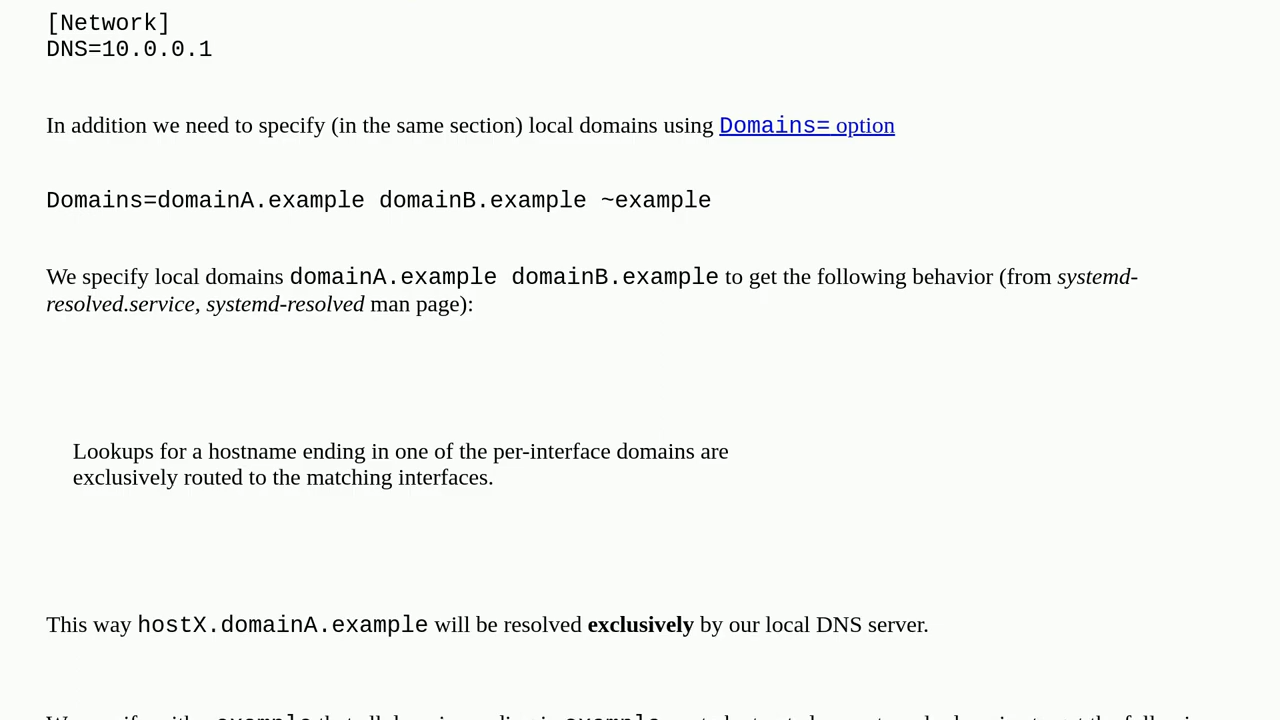 [Network]
DNS=10.0.0.1
In addition we need to specify (in the same section) local domains using Domains= option
Domains=domainA.example domainB.example ~example
We specify local domains domainA.example domainB.example to get the following behavior (from systemd-
resolved.service, systemd-resolved man page):
Lookups for a hostname ending in one of the per-interface domains are
exclusively routed to the matching interfaces.
This way hostX.domainA.example will be resolved exclusively by our local DNS server.